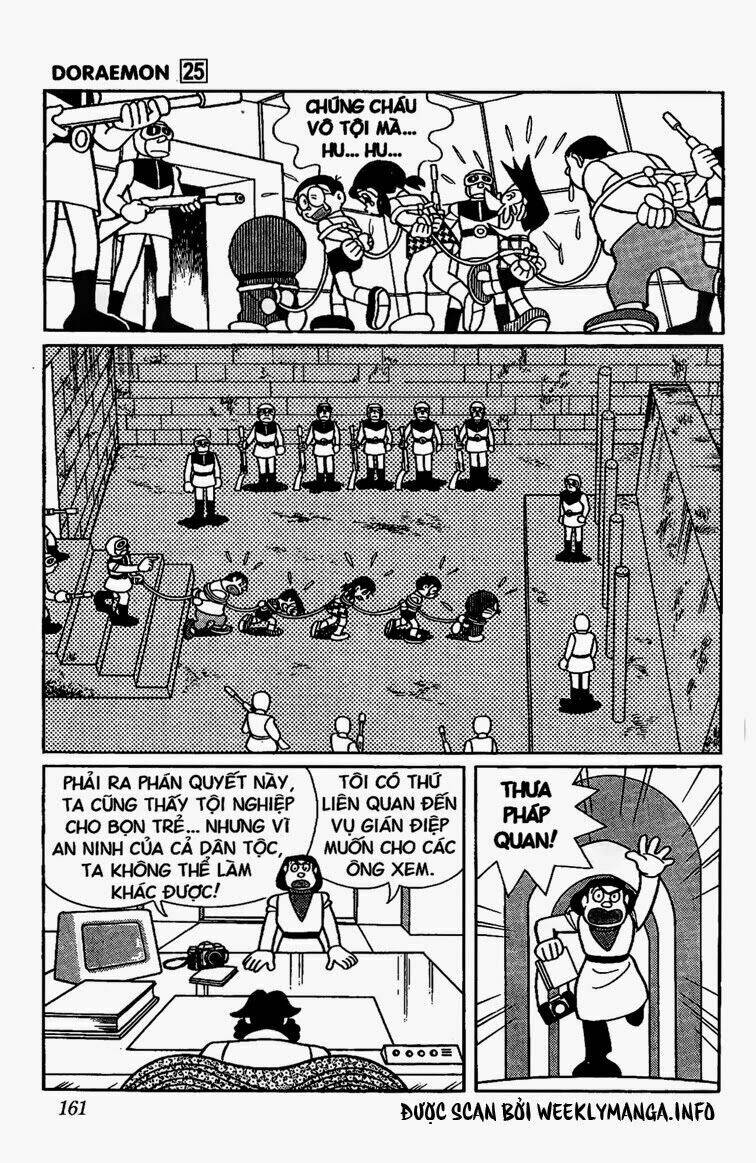 DORAEMON 25
CHÚNG CHÁU
VÔ TỘI MÀ...
HU... HU...
PHẢI RA PHÁN QUYẾT NÀY,
TA CŨNG THẤY TỘI NGHIỆP
CHO BỌN TRẺ... NHƯNG VÌ
AN NINH CỦA CẢ DÂN TỘC,
TA KHÔNG THỂ LÀM
KHÁC ĐƯỢC!
TÔI CÓ THỨ
LIÊN QUAN ĐẾN
VỤ GIÁN ĐIỆP
MUỐN CHO CÁC
ÔNG XEM.
THƯA
PHÁP
QUAN!
161
ĐƯỢC SCAN BỞI WEEKLYMANGA.INFO